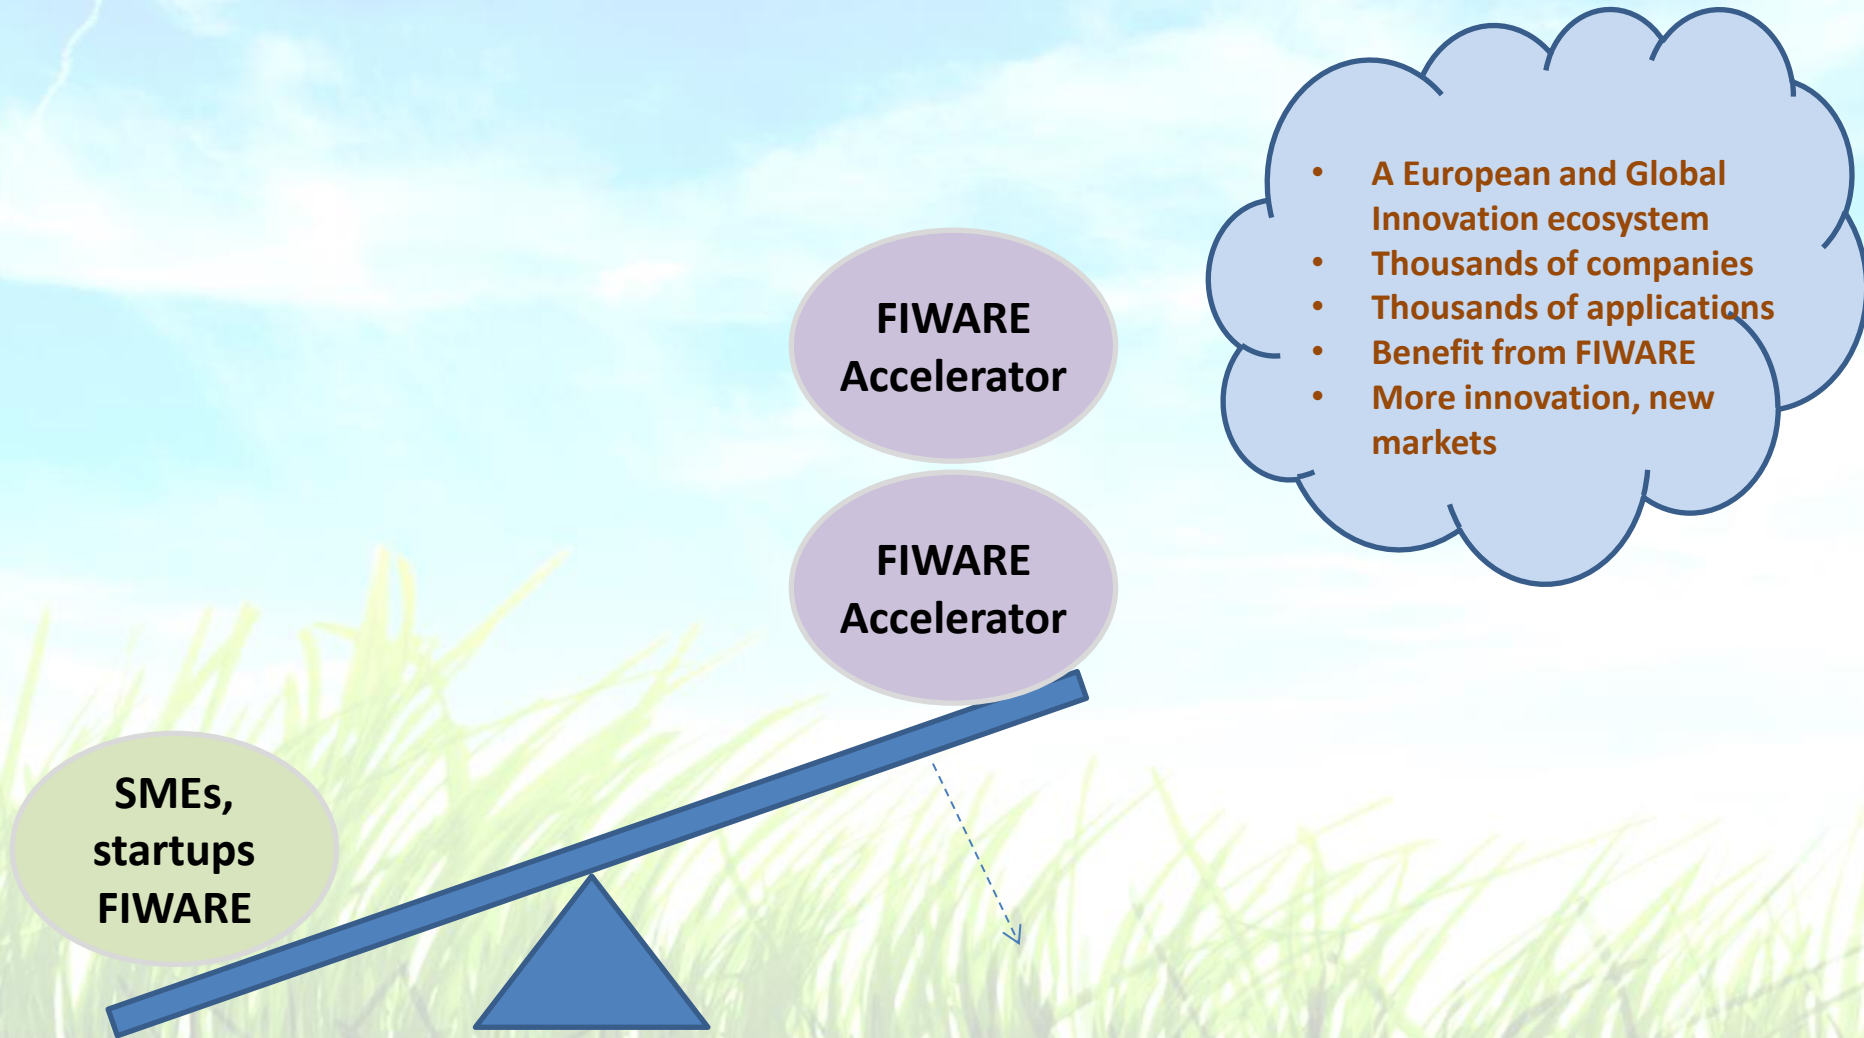 • A European and Global
Innovation ecosystem
• Thousands of companies
• Thousands of applications
• Benefit from FIWARE
• More innovation, new
markets
FIWARE
Accelerator
FIWARE
Accelerator
SMEs,
startups
FIWARE